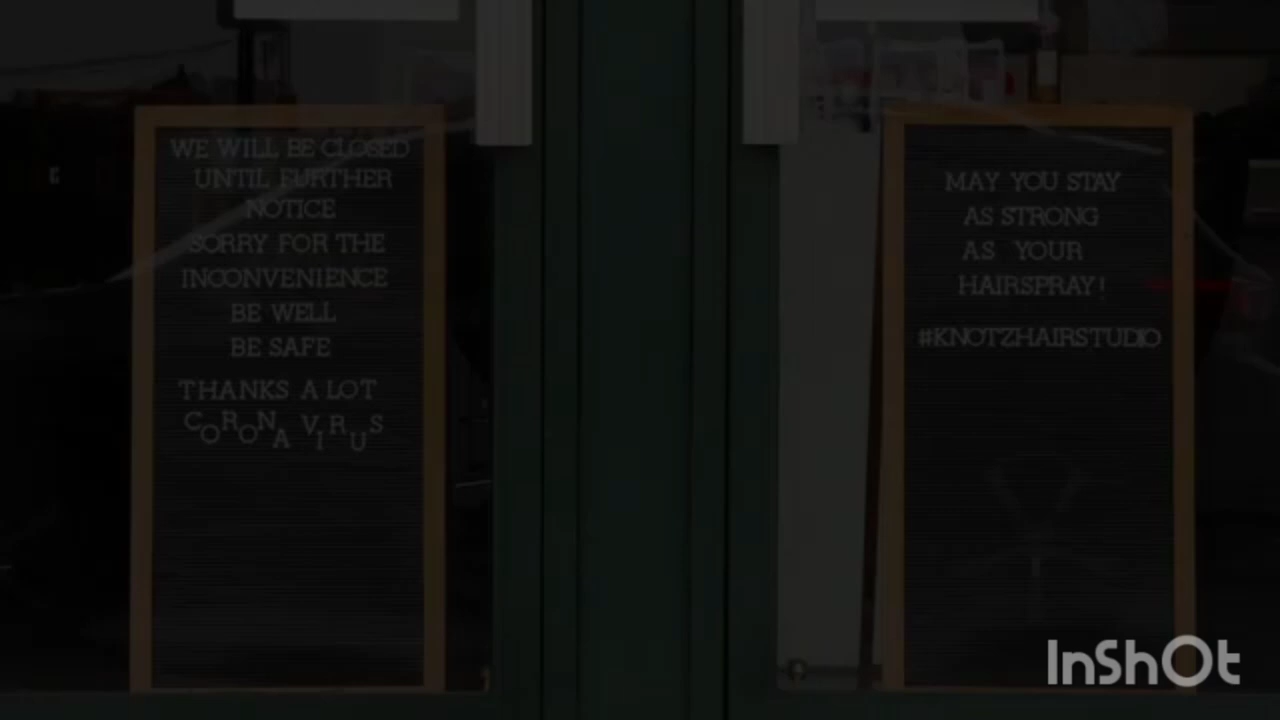 WE WILL BE CLOSED
UNTIL FURTHER
NOTICE
SORRY FOR THE
INCONVENIENCE
BE WELL
BE SAFE
THANKS A LOT
CORONA VIRUS
MAY YOU STAY
AS STRONG
AS YOUR
HAIRSPRAY!
#KNOTZHAIRSTUDIO
InShOt